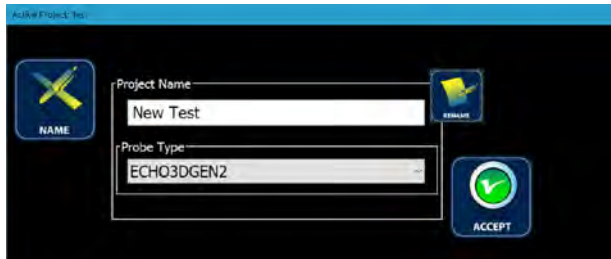 Active Project: Test
Project Name
New Test
RENAME
NAME
Probe Type
ECHO3DGEN2
ACCEPT